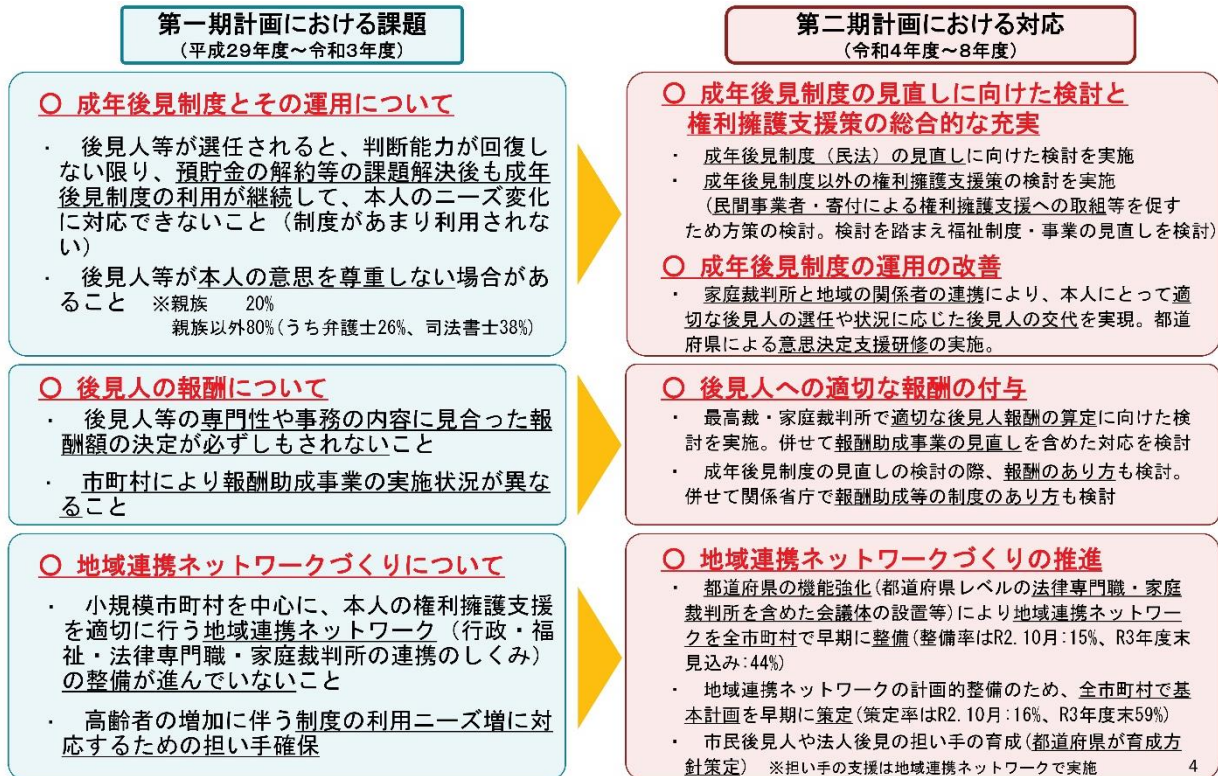 第一期計画における課題
(平成29年度～令和3年度)
〇 成年後見制度とその運用について
・ 後見人等が選任されると、判断能力が回復し
ない限り、預貯金の解約等の課題解決後も成年
後見制度の利用が継続して、本人のニーズ変化
に対応できないこと（制度があまり利用されな
い）
・ 後見人等が本人の意思を尊重しない場合があ
ること ※親族 20%
親族以外80%(うち弁護士26%、司法書士38%)
〇 後見人の報酬について
・ 後見人等の専門性や事務の内容に見合った報
酬額の決定が必ずしもされないこと
・ 市町村により報酬助成事業の実施状況が異な
ること
〇 地域連携ネットワークづくりについて
・ 小規模市町村を中心に、本人の権利擁護支援
を適切に行う地域連携ネットワーク（行政・福
祉・法律専門職・家庭裁判所の連携のしくみ）
の整備が進んでいないこと
・ 高齢者の増加に伴う制度の利用ニーズ増に対
応するための担い手確保
第二期計画における対応
(令和4年度～8年度)
〇 成年後見制度の見直しに向けた検討と
権利擁護支援策の総合的な充実
・ 成年後見制度（民法）の見直しに向けた検討を実施
・ 成年後見制度以外の権利擁護支援策の検討を実施
（民間事業者・寄付による権利擁護支援への取組等を促す
ため方策の検討。検討を踏まえ福祉制度・事業の見直しを検討）
〇 成年後見制度の運用の改善
・ 家庭裁判所と地域の関係者の連携により、本人にとって適
切な後見人の選任や状況に応じた後見人の交代を実現。都道
府県による意思決定支援研修の実施。
〇 後見人への適切な報酬の付与
・ 最高裁・家庭裁判所で適切な後見人報酬の算定に向けた検
討を実施。併せて報酬助成事業の見直しを含めた対応を検討
・ 成年後見制度の見直しの検討の際、報酬のあり方も検討。
併せて関係省庁で報酬助成等の制度のあり方も検討
〇 地域連携ネットワークづくりの推進
・ 都道府県の機能強化(都道府県レベルの法律専門職・家庭
裁判所を含めた会議体の設置等)により地域連携ネットワー
クを全市町村で早期に整備(整備率はR2.10月:15%、R3年度末
見込み:44%)
・ 地域連携ネットワークの計画的整備のため、全市町村で基
本計画を早期に策定(策定率はR2.10月:16%、R3年度末59%)
・ 市民後見人や法人後見の担い手の育成(都道府県が育成方
針策定) ※担い手の支援は地域連携ネットワークで実施
4